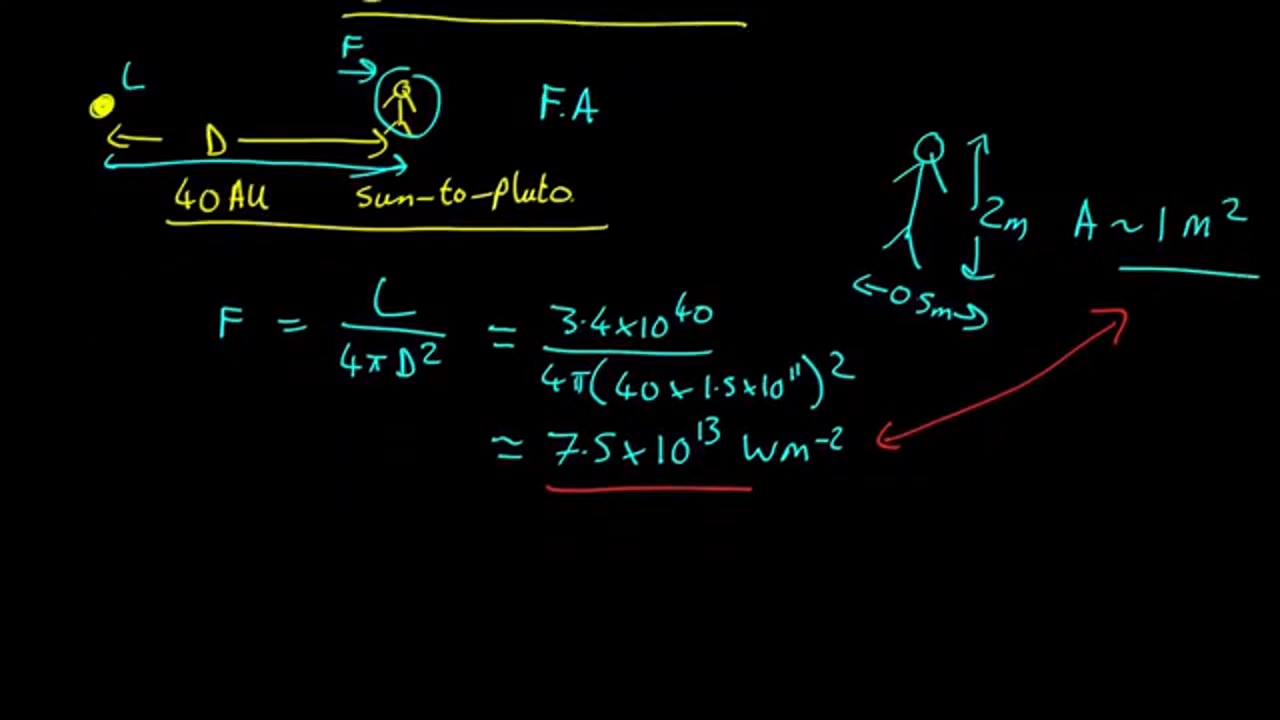 L
F
F.A
D
40 AU sun-to-pluto.
2m
A ~ 1 m²
0.5m
F = L / 4πD² = 3.4×10⁴⁰ / 4π(40×1.5×10¹¹)²
≈ 7.5×10¹³ Wm⁻²